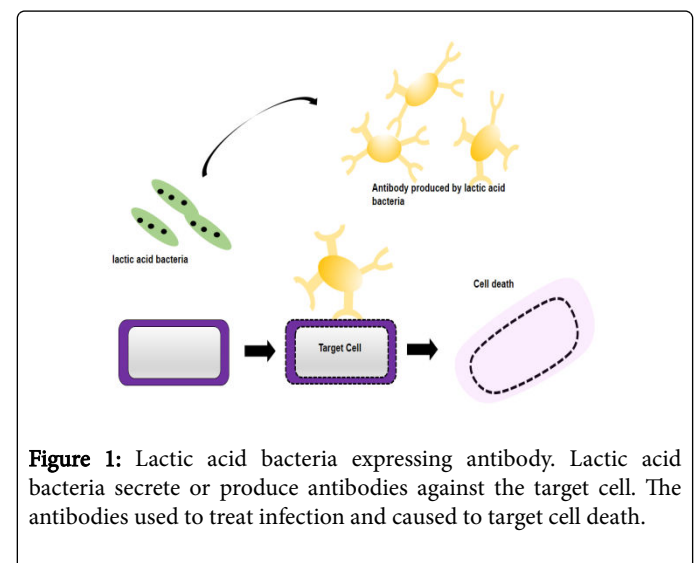 Antibody produced by lactic acid
bacteria
lactic acid bacteria
Cell death
Target Cell
Figure 1: Lactic acid bacteria expressing antibody. Lactic acid
bacteria secrete or produce antibodies against the target cell. The
antibodies used to treat infection and caused to target cell death.